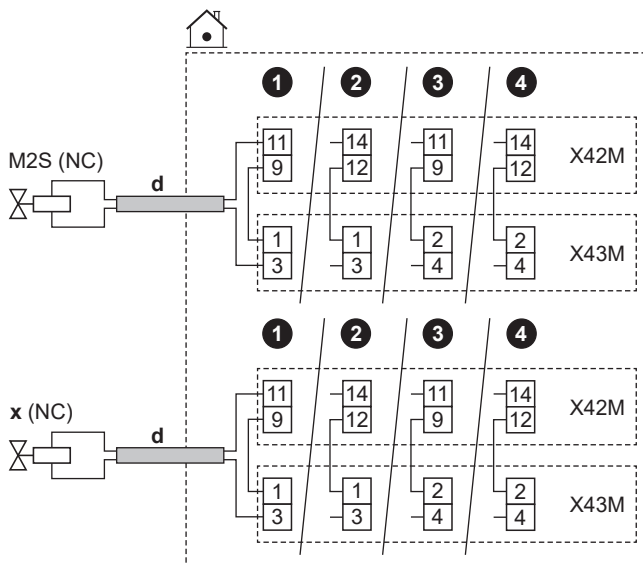 1 2 3 4
11 14 11 14 X42M
M2S (NC) 9 12 9 12
d
1 1 2 2 X43M
3 3 4 4
1 2 3 4
11 14 11 14 X42M
x (NC) 9 12 9 12
d
1 1 2 2 X43M
3 3 4 4